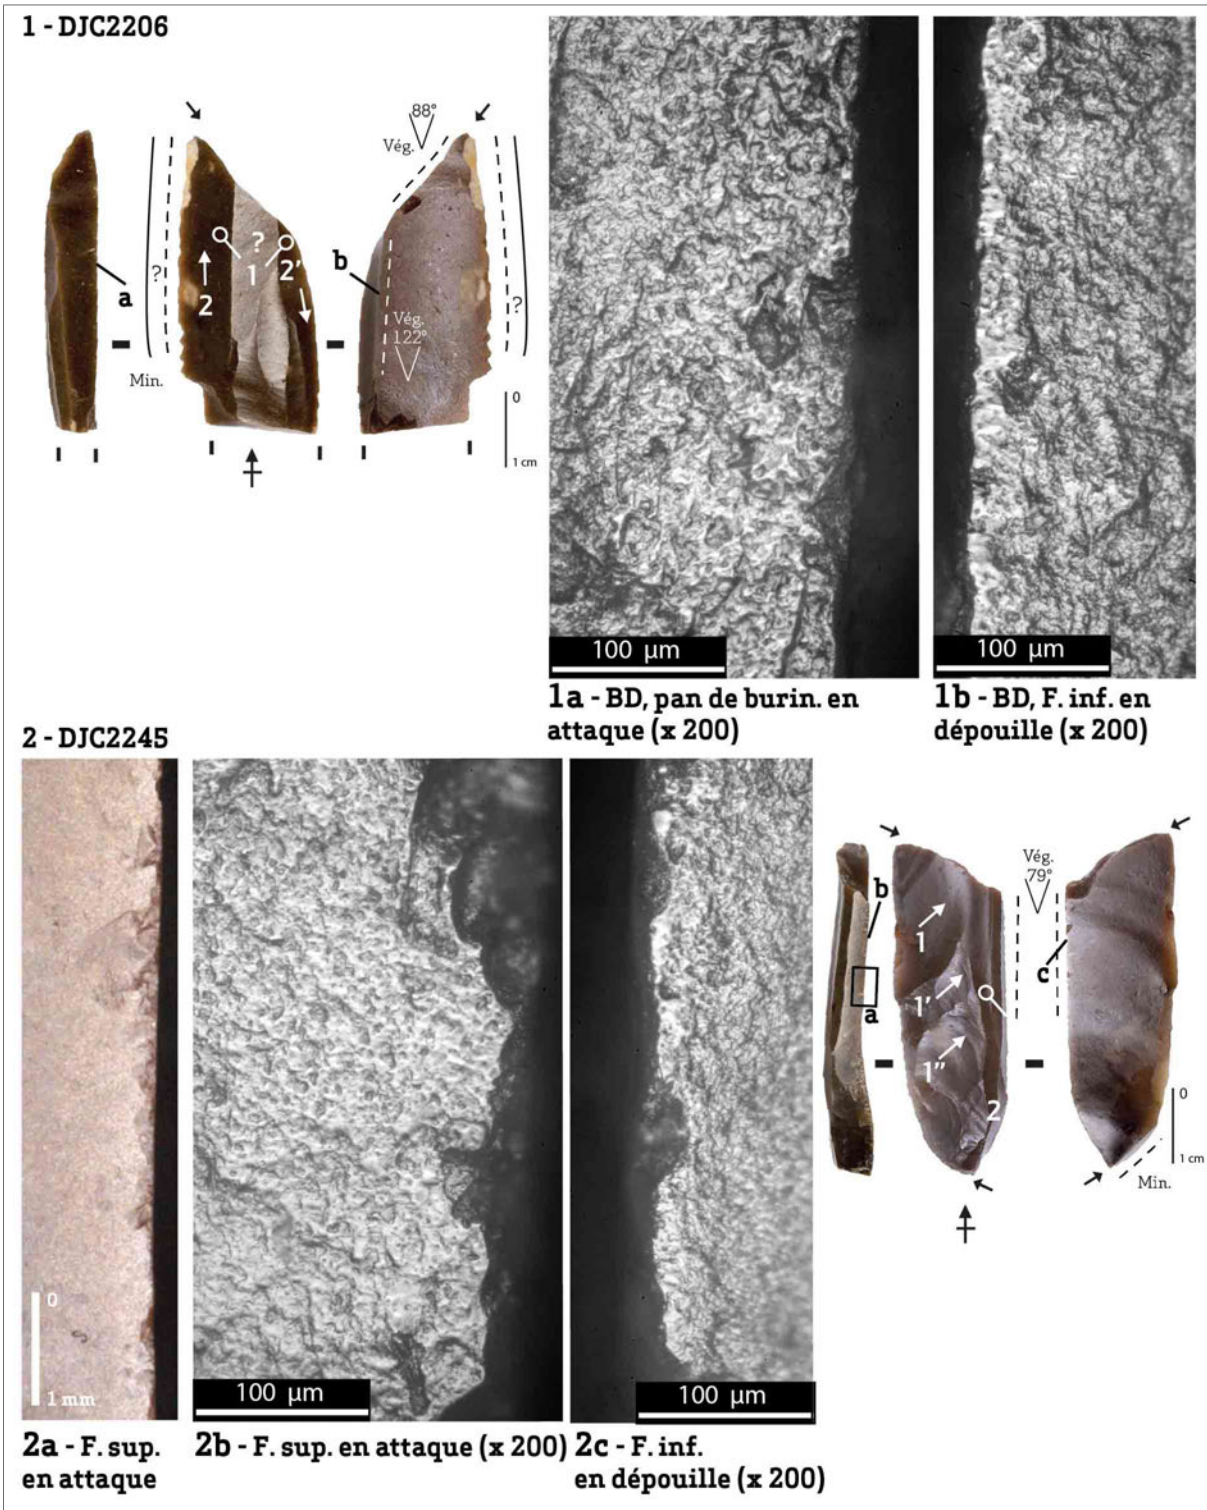 1 - DJC2206
88°
Vég.
b
?
1
2'
2
a
?
?
Vég.
122°
Min.
0
1 cm
100 µm
100 µm
1a - BD, pan de burin. en
attaque (x 200)
1b - BD, F. inf. en
dépouille (x 200)
2 - DJC2245
0
1 mm
100 µm
100 µm
b
a
1
1'
1"
2
Vég.
79°
c
0
1 cm
Min.
2a - F. sup.
en attaque
2b - F. sup. en attaque (x 200)
2c - F. inf.
en dépouille (x 200)